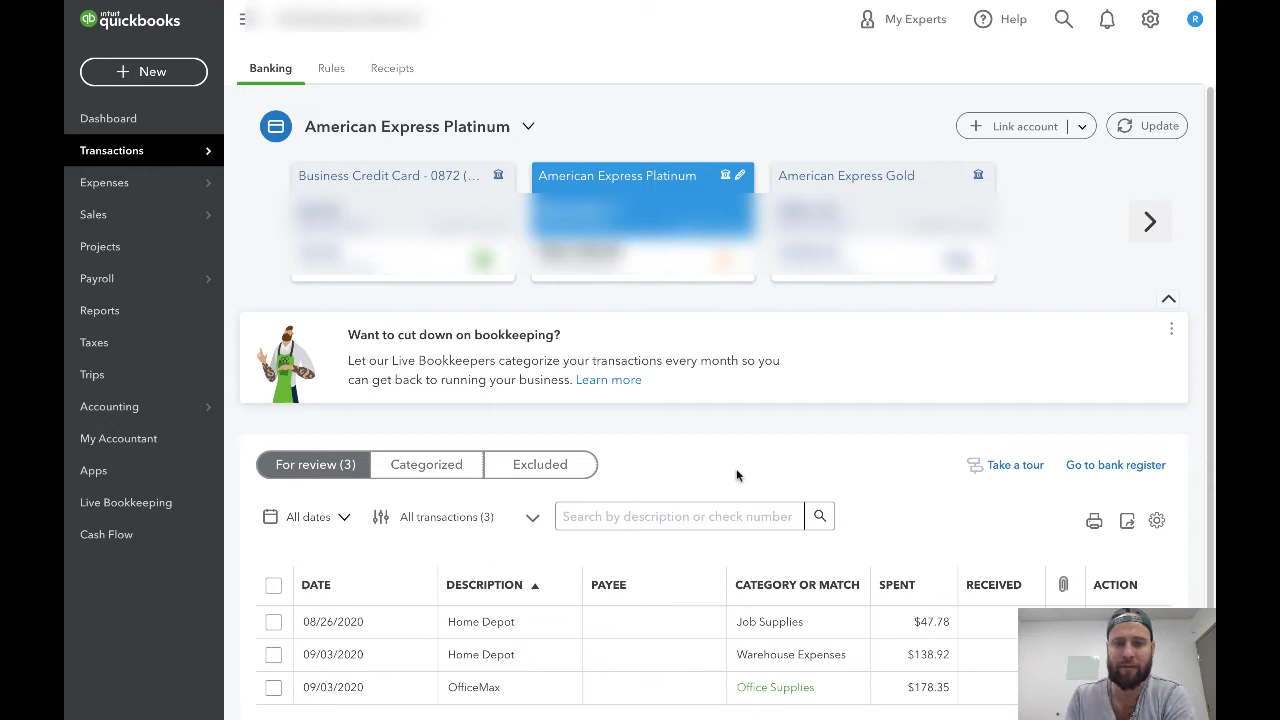 intuit
quickbooks
My Experts
Help
R
+ New
Banking
Rules
Receipts
Dashboard
Transactions
Expenses
Sales
Projects
Payroll
Reports
Taxes
Trips
Accounting
My Accountant
Apps
Live Bookkeeping
Cash Flow
American Express Platinum
+ Link account
Update
Business Credit Card - 0872 (...
American Express Platinum
American Express Gold
Want to cut down on bookkeeping?
Let our Live Bookkeepers categorize your transactions every month so you
can get back to running your business. Learn more
For review (3)
Categorized
Excluded
Take a tour
Go to bank register
All dates
All transactions (3)
Search by description or check number
DATE DESCRIPTION PAYEE CATEGORY OR MATCH SPENT RECEIVED ACTION
08/26/2020 Home Depot Job Supplies $47.78
09/03/2020 Home Depot Warehouse Expenses $138.92
09/03/2020 OfficeMax Office Supplies $178.35